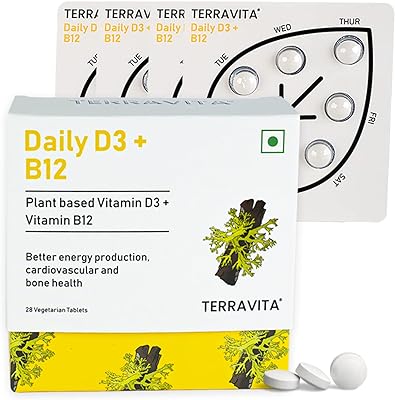 TERRAVITA
Daily D3 +
B12
TUE
WED
THUR
FRI
SAT
TERRAVITA
Daily D3 +
B12
Plant based Vitamin D3 +
Vitamin B12
Better energy production,
cardiovascular and
bone health
28 Vegetarian Tablets
TERRAVITA®